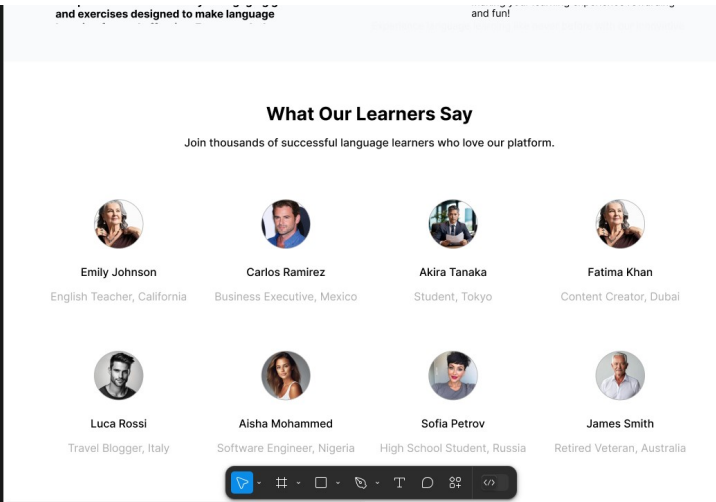 and exercises designed to make language
and fun!
What Our Learners Say
Join thousands of successful language learners who love our platform.
Emily Johnson
Carlos Ramirez
Akira Tanaka
Fatima Khan
English Teacher, California
Business Executive, Mexico
Student, Tokyo
Content Creator, Dubai
Luca Rossi
Aisha Mohammed
Sofia Petrov
James Smith
Travel Blogger, Italy
Software Engineer, Nigeria
High School Student, Russia
Retired Veteran, Australia